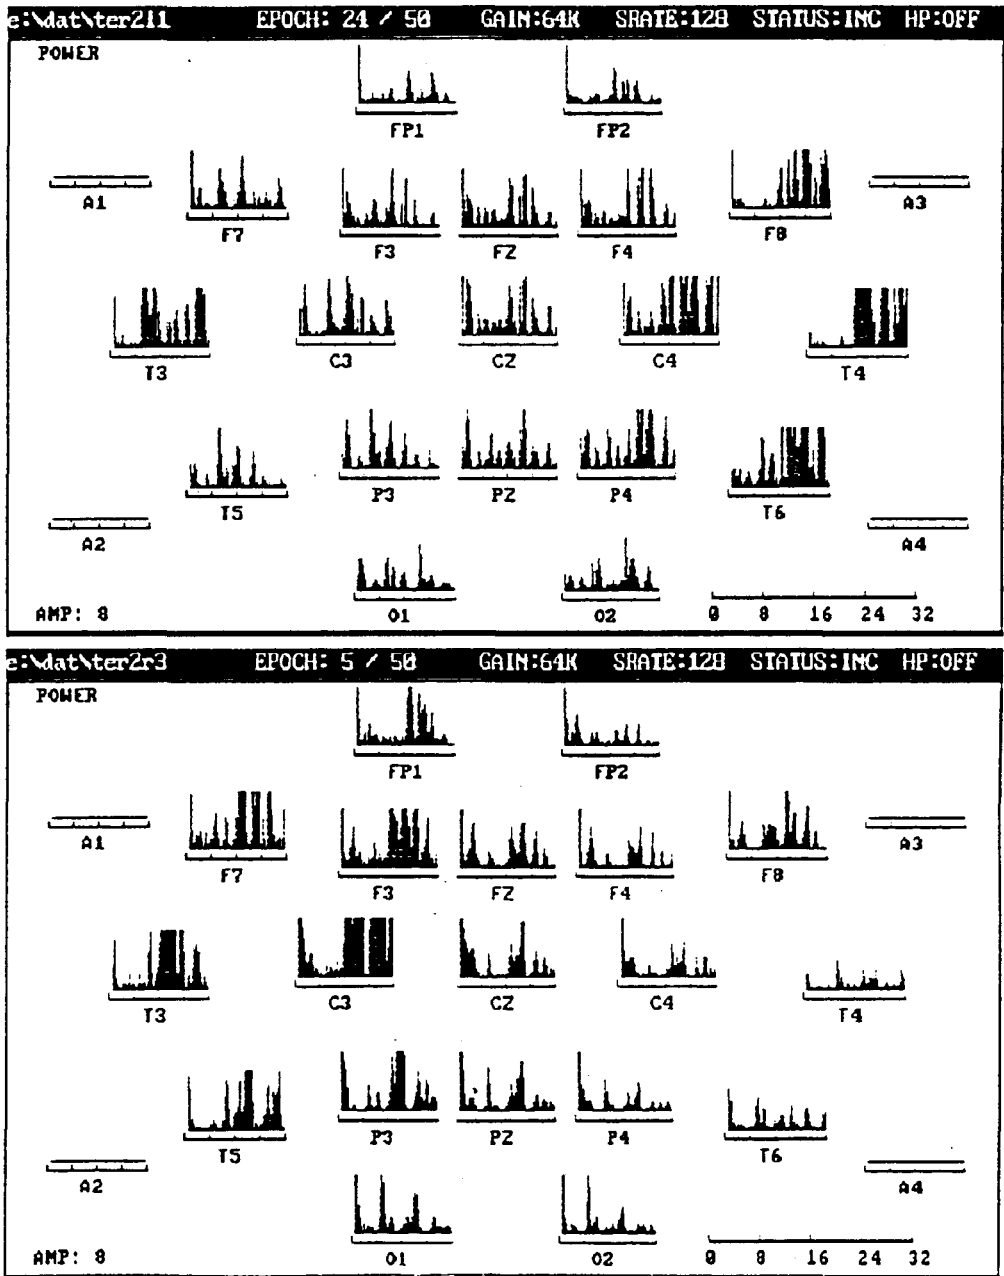 e:\dat\ter2l1 EPOCH: 24 / 50 GAIN:64K SRATE:128 STATUS:INC HP:OFF
POWER
FP1 FP2
A1 F7 F3 FZ F4 F8 A3
T3 C3 CZ C4 T4
T5 P3 PZ P4 T6
A2 A4
AMP: 8 O1 O2 0 8 16 24 32
e:\dat\ter2r3 EPOCH: 5 / 50 GAIN:64K SRATE:128 STATUS:INC HP:OFF
POWER
FP1 FP2
A1 F7 F3 FZ F4 F8 A3
T3 C3 CZ C4 T4
T5 P3 PZ P4 T6
A2 A4
AMP: 8 O1 O2 0 8 16 24 32